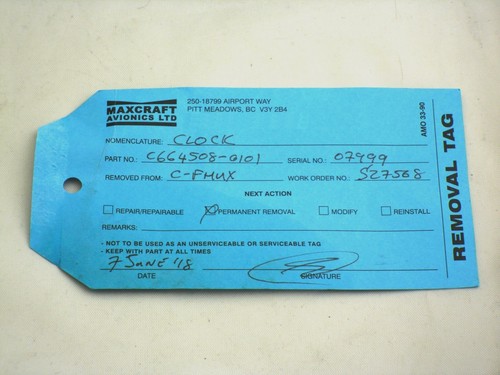 MAXCRAFT
AVIONICS LTD
250-18799 AIRPORT WAY
PITT MEADOWS, BC V3Y 2B4
AMO 33-90
REMOVAL TAG
NOMENCLATURE: CLOCK
PART NO.: C664508-0101 SERIAL NO.: 07999
REMOVED FROM: C-FMUX WORK ORDER NO.: S27568
NEXT ACTION
REPAIR/REPAIRABLE PERMANENT REMOVAL MODIFY REINSTALL
REMARKS:
- NOT TO BE USED AS AN UNSERVICEABLE OR SERVICEABLE TAG
- KEEP WITH PART AT ALL TIMES
7 JUNE '18
DATE SIGNATURE